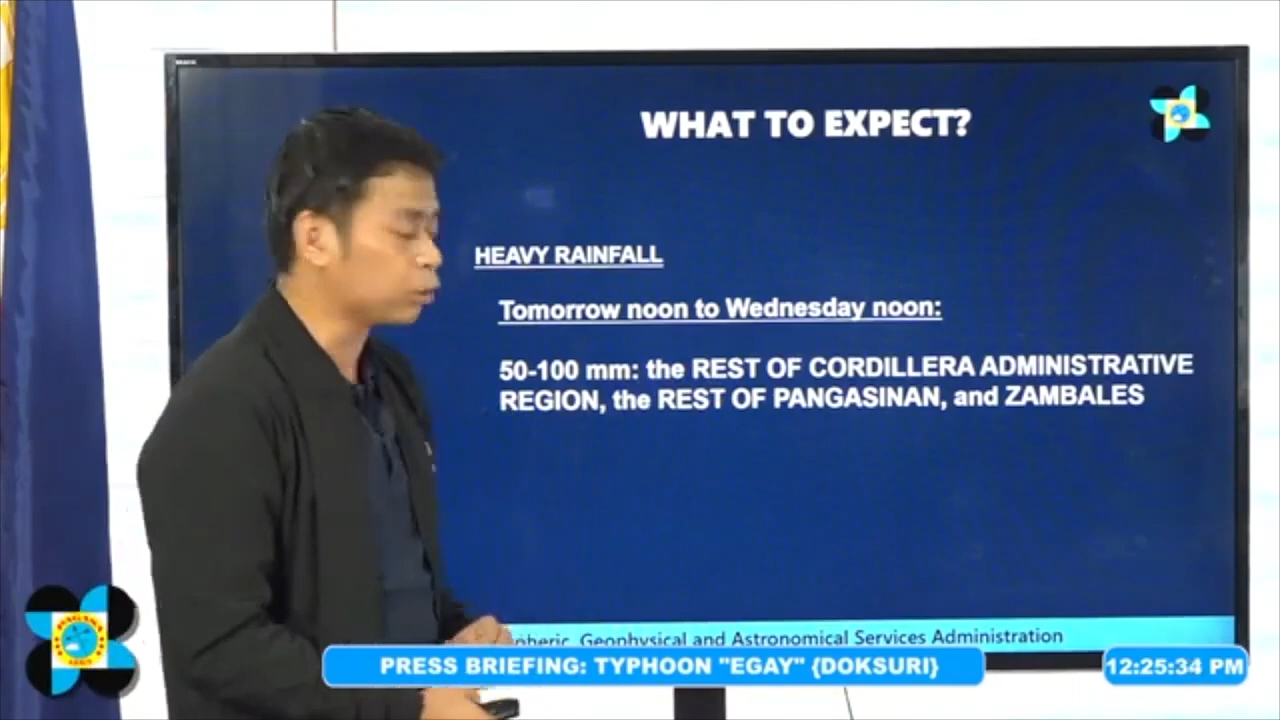 WHAT TO EXPECT?
HEAVY RAINFALL
Tomorrow noon to Wednesday noon:
50-100 mm: the REST OF CORDILLERA ADMINISTRATIVE
REGION, the REST OF PANGASINAN, and ZAMBALES
Geophysical and Astronomical Services Administration
PRESS BRIEFING: TYPHOON "EGAY" {DOKSURI}
12:25:34 PM
PAGASA